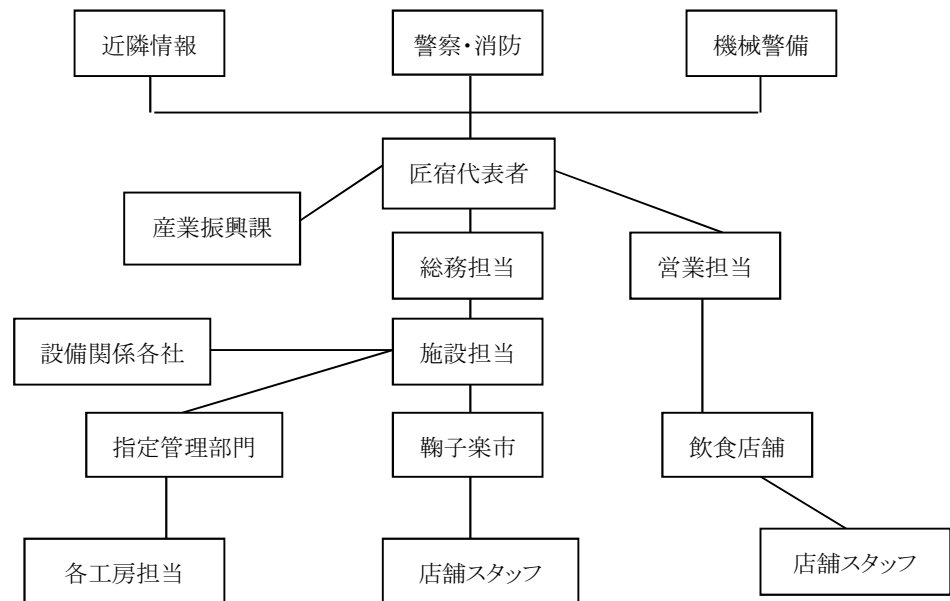 近隣情報
警察・消防
機械警備
匠宿代表者
産業振興課
総務担当
営業担当
設備関係各社
施設担当
指定管理部門
鞠子楽市
飲食店舗
各工房担当
店舗スタッフ
店舗スタッフ